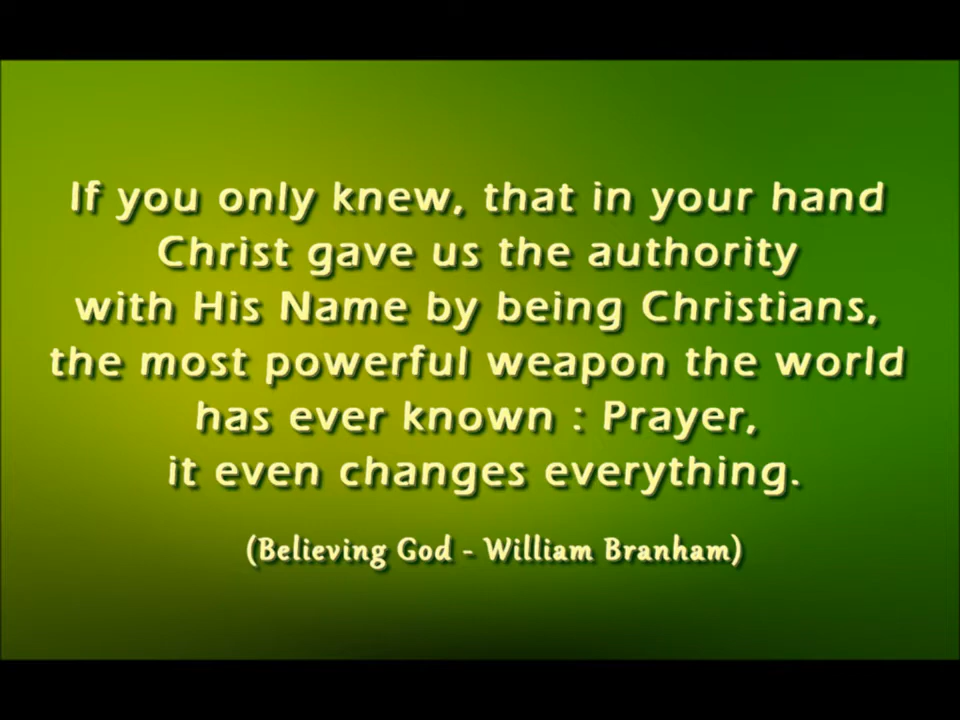 If you only knew, that in your hand
Christ gave us the authority
with His Name by being Christians,
the most powerful weapon the world
has ever known : Prayer,
it even changes everything.
(Believing God - William Branham)